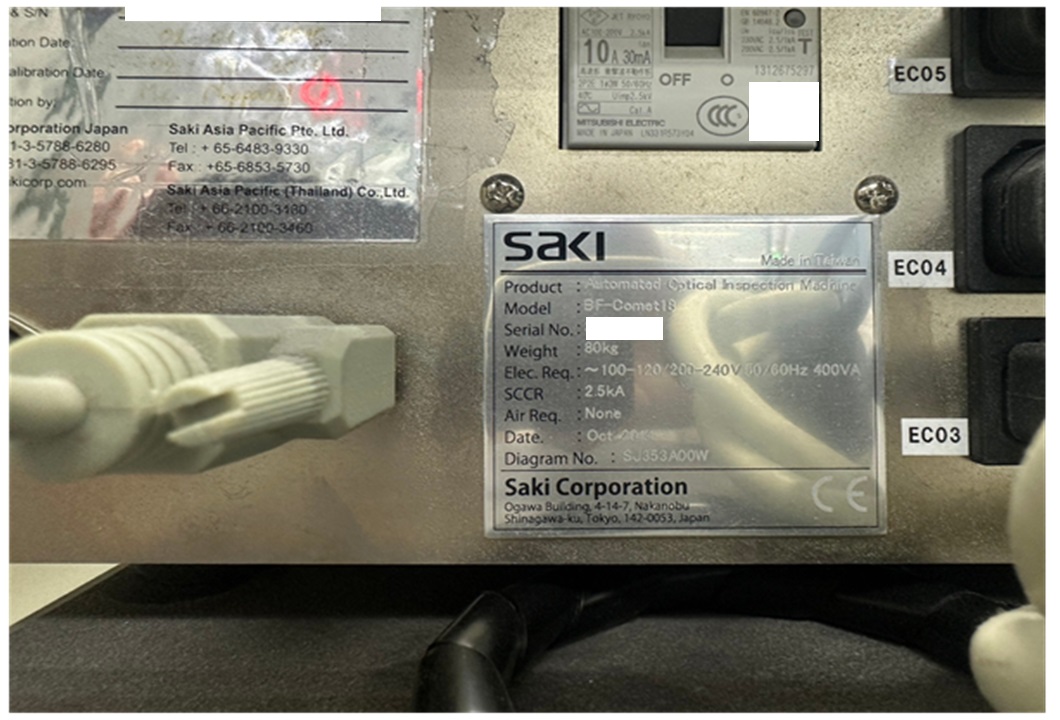 & S/N
tion Date:
alibration Date
tion by:
orporation Japan
1-3-5788-6280
31-3-5788-6295
kicorp.com
Saki Asia Pacific Pte. Ltd.
Tel : + 65-6483-9330
Fax : +65-6853-5730
Saki Asia Pacific (Thailand) Co.,Ltd.
Tel : + 66-2100-3180
Fax : + 66-2100-3460
JET
10A 30mA
OFF
1312675297
CCC
MITSUBISHI ELECTRIC
MADE IN JAPAN
T
EC05
EC04
EC03
saki
Made in Taiwan
Product : Automated Optical Inspection Machine
Model : BF-Comet18
Serial No. :
Weight : 80kg
Elec. Req. : ~100-120/200-240V 50/60Hz 400VA
SCCR : 2.5kA
Air Req. : None
Date. : Oct
Diagram No. : SJ353A00W
Saki Corporation
Ogawa Building, 4-14-7, Nakanobu
Shinagawa-ku, Tokyo, 142-0053, Japan
CE